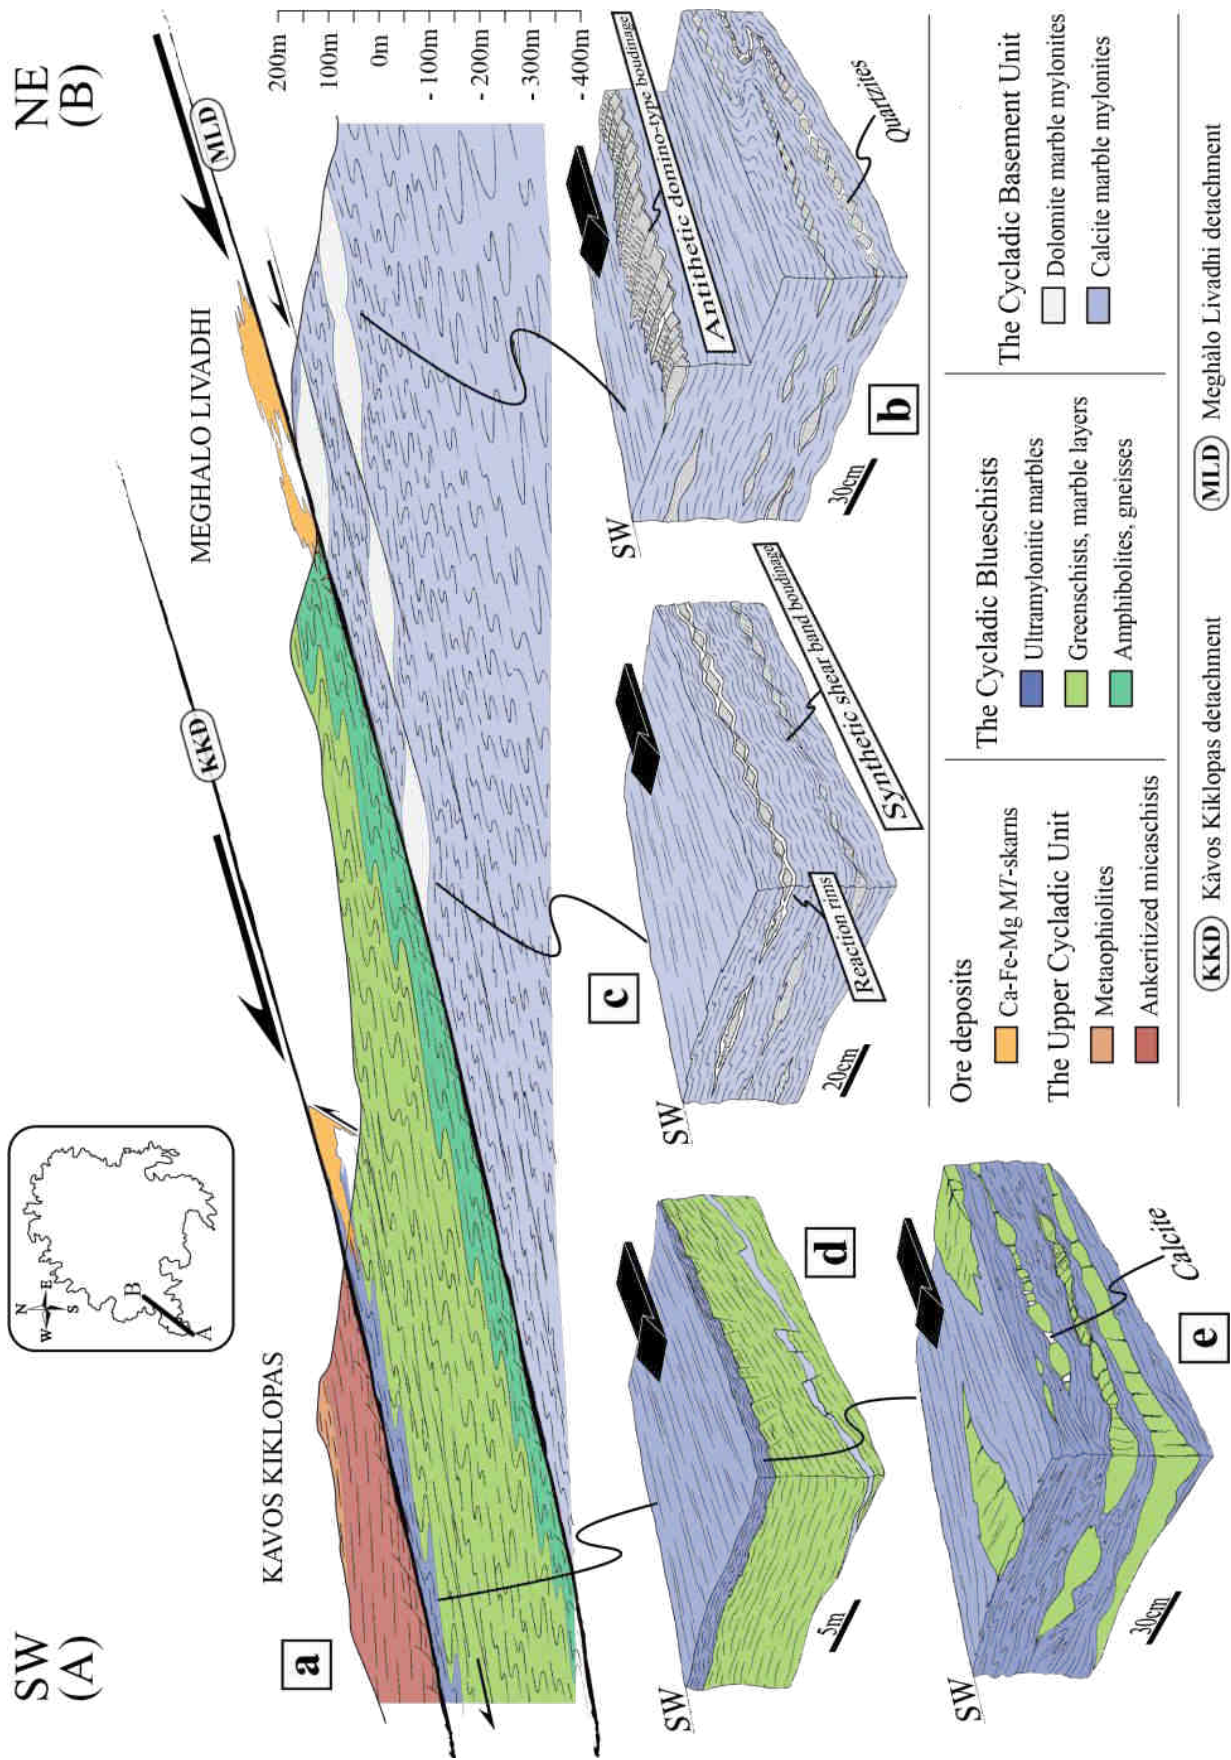 SW
(A)
NE
(B)
N
E
S
W
A
B
KAVOS KIKLOPAS
MEGHALO LIVADHI
KKD
MLD
200m
100m
0m
- 100m
- 200m
- 300m
- 400m
a
SW
5m
d
SW
30cm
Calcite
e
SW
20cm
Reaction rims
Synthetic shear band boudinage
c
SW
30cm
Antithetic domino-type boudinage
Quartzites
b
Ore deposits
Ca-Fe-Mg MT-skarns
The Upper Cycladic Unit
Metaophiolites
Ankeritized micaschists
The Cycladic Blueschists
Ultramylonitic marbles
Greenschists, marble layers
Amphibolites, gneisses
The Cycladic Basement Unit
Dolomite marble mylonites
Calcite marble mylonites
KKD Kàvos Kiklopas detachment
MLD Meghàlo Livadhi detachment